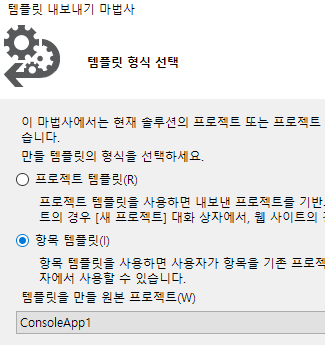 템플릿 내보내기 마법사
템플릿 형식 선택
이 마법사에서는 현재 솔루션의 프로젝트 또는 프로젝트
습니다.
만들 템플릿의 형식을 선택하세요.
프로젝트 템플릿(R)
프로젝트 템플릿을 사용하면 내보낸 프로젝트를 기반
트의 경우 [새 프로젝트] 대화 상자에서, 웹 사이트의
항목 템플릿(I)
항목 템플릿을 사용하면 사용자가 항목을 기존 프로젝
자에서 사용할 수 있습니다.
템플릿을 만들 원본 프로젝트(W)
ConsoleApp1